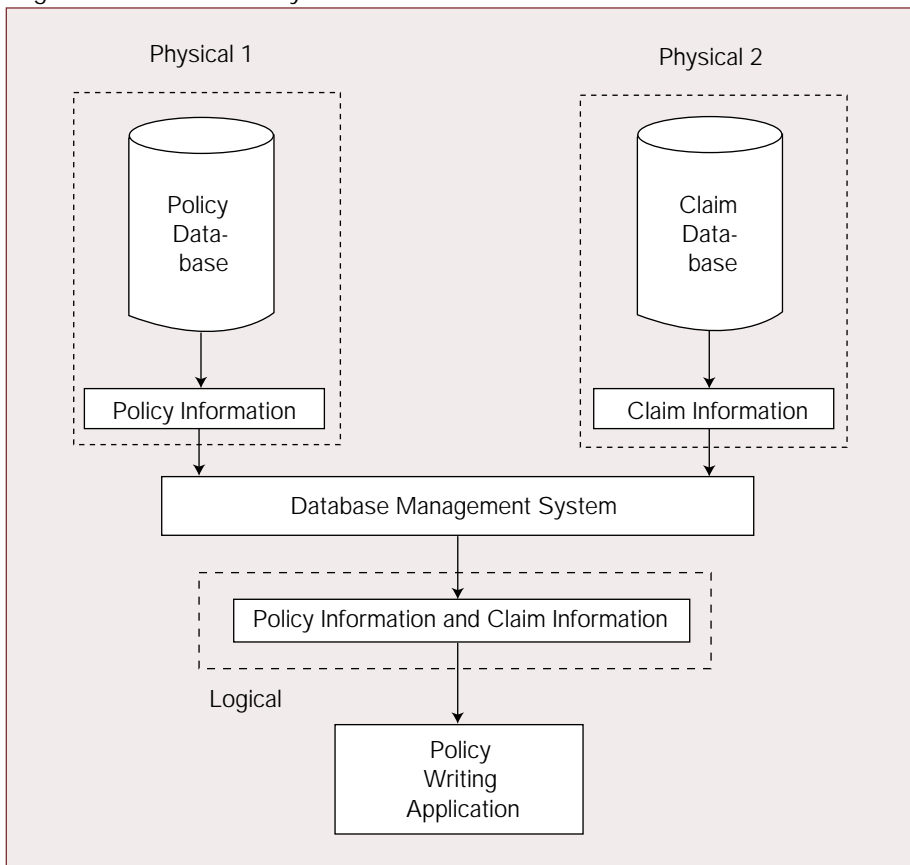 Physical 1
Physical 2
Policy
Data-
base
Claim
Data-
base
Policy Information
Claim Information
Database Management System
Policy Information and Claim Information
Logical
Policy
Writing
Application